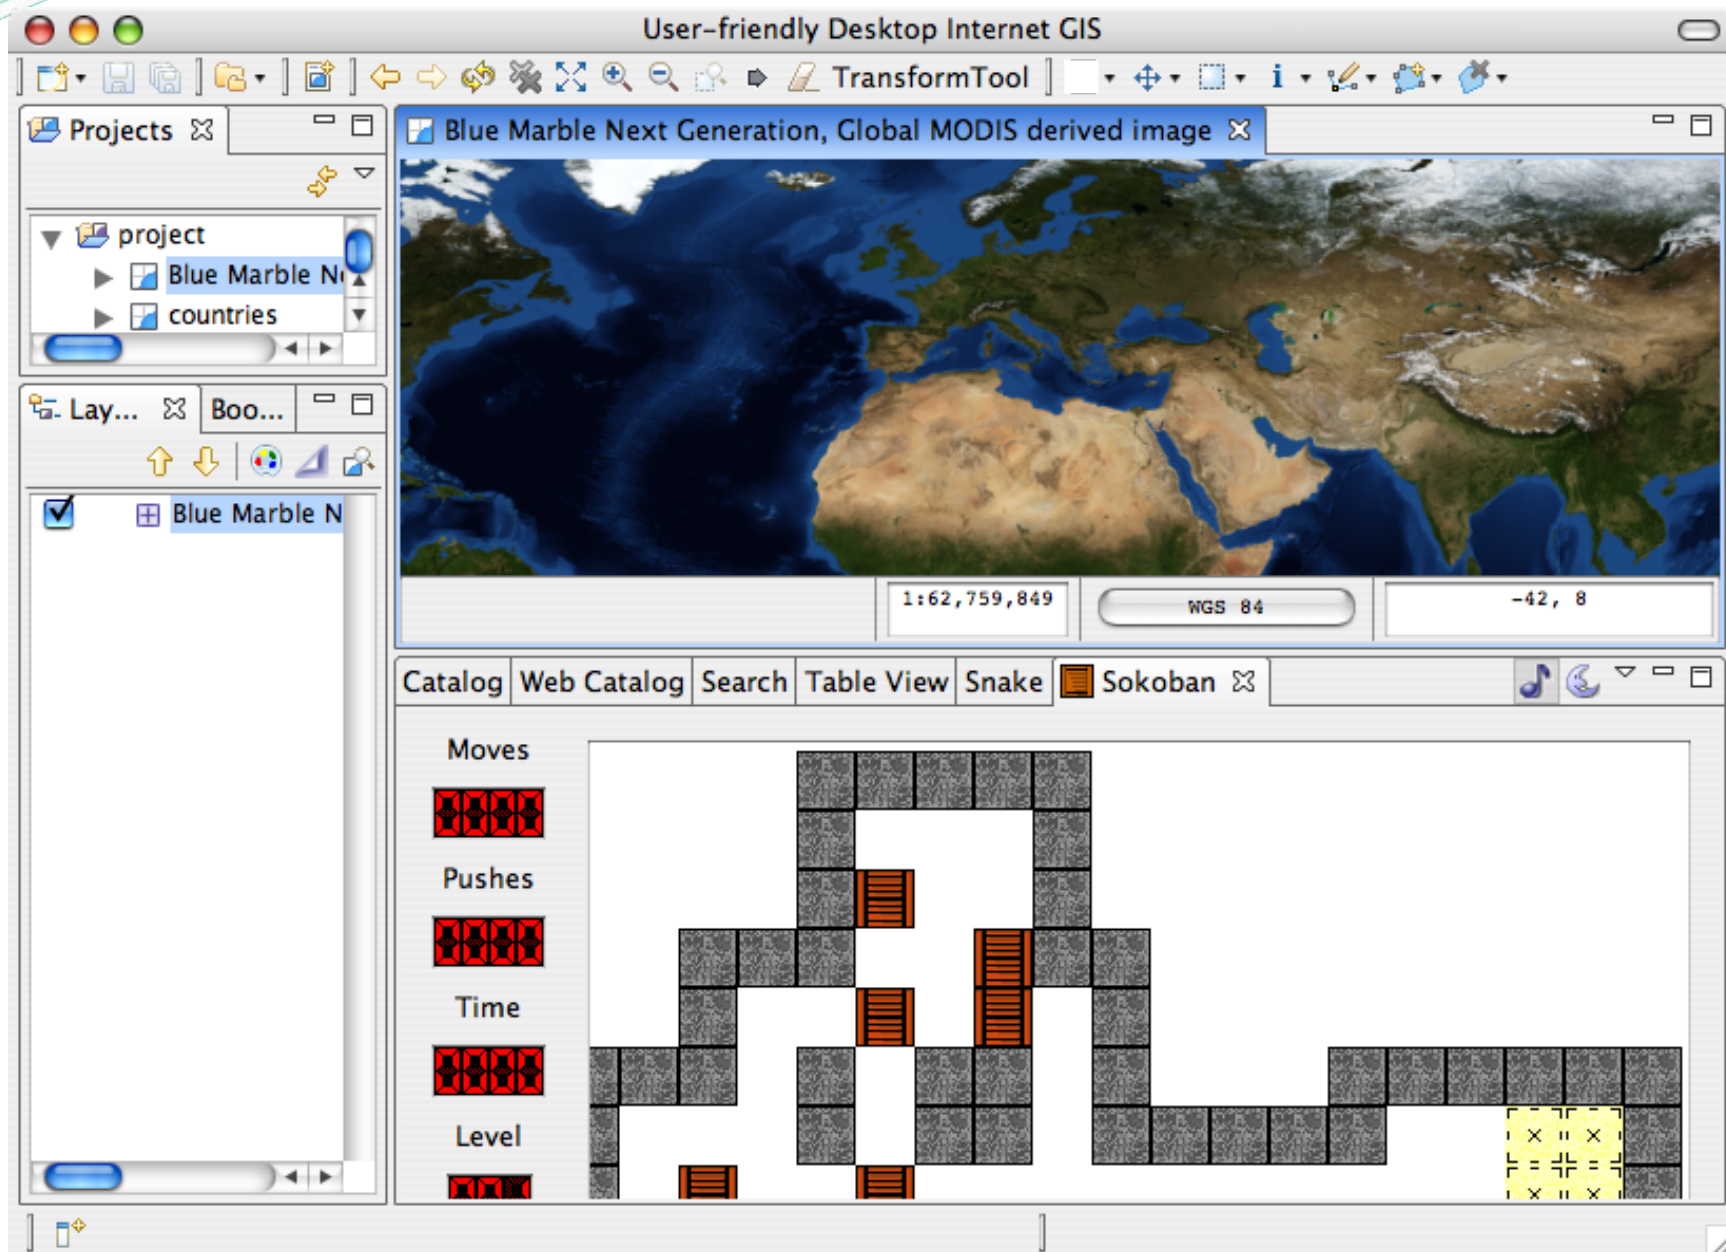 User-friendly Desktop Internet GIS
TransformTool
Projects
Blue Marble Next Generation, Global MODIS derived image
project
Blue Marble Ne
countries
Lay... Boo...
Blue Marble N
1:62,759,849 WGS 84 -42, 8
Catalog Web Catalog Search Table View Snake Sokoban
Moves
Pushes
Time
Level